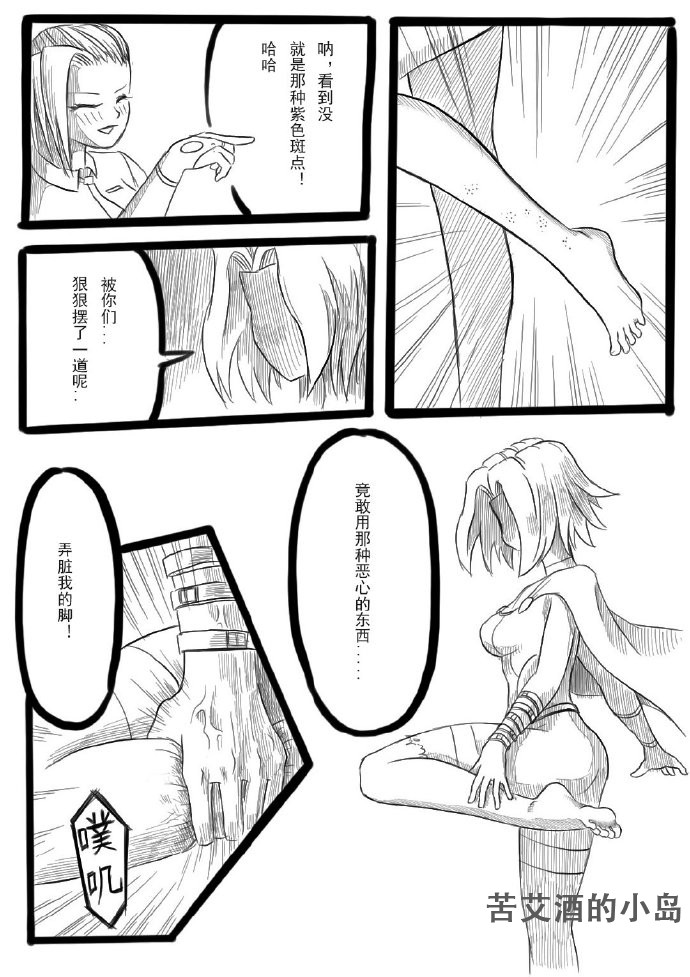 呐，看到没
就是那种紫色斑点！
哈哈
被你们..
狠狠摆了一道呢..
竟敢用那种恶心的东西.....
弄脏我的脚！
噗叽
苦艾酒的小岛